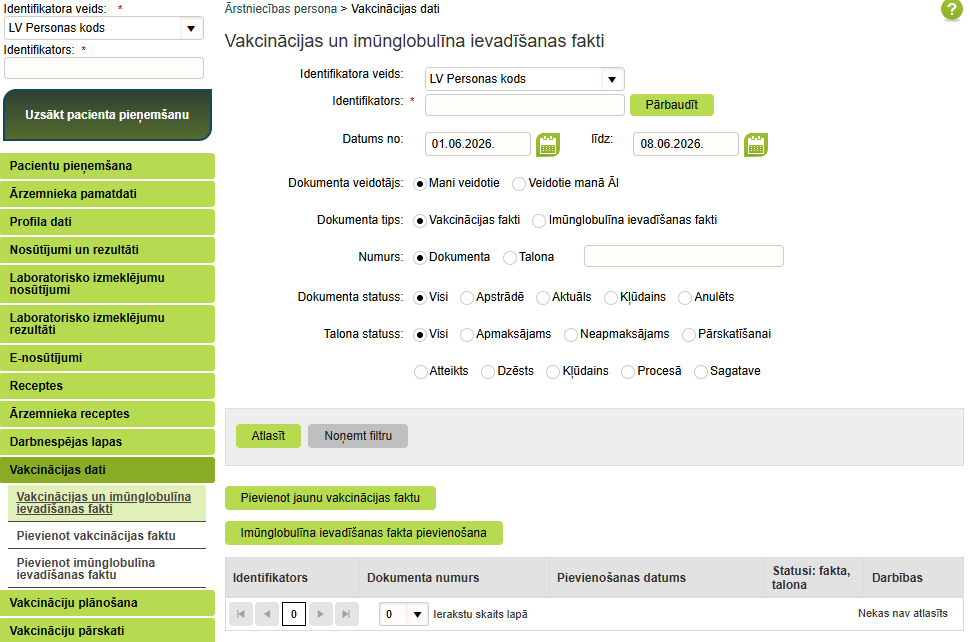 Identifikatora veids: *
LV Personas kods
Identifikators: *
Uzsākt pacienta pieņemšanu
Pacientu pieņemšana
Ārzemnieka pamatdati
Profila dati
Nosūtījumi un rezultāti
Laboratorisko izmeklējumu
nosūtījumi
Laboratorisko izmeklējumu
rezultāti
E-nosūtījumi
Receptes
Ārzemnieka receptes
Darbnespējas lapas
Vakcinācijas dati
Vakcinācijas un imūnglobulīna
ievadīšanas fakti
Pievienot vakcinācijas faktu
Pievienot imūnglobulīna
ievadīšanas faktu
Vakcināciju plānošana
Vakcināciju pārskati
Ārstniecības persona > Vakcinācijas dati
?
Vakcinācijas un imūnglobulīna ievadīšanas fakti
Identifikatora veids: LV Personas kods
Identifikators: * Pārbaudīt
Datums no: 01.06.2026. līdz: 08.06.2026.
Dokumenta veidotājs: Mani veidotie Veidotie manā ĀI
Dokumenta tips: Vakcinācijas fakti Imūnglobulīna ievadīšanas fakti
Numurs: Dokumenta Talona
Dokumenta statuss: Visi Apstrādē Aktuāls Kļūdains Anulēts
Talona statuss: Visi Apmaksājams Neapmaksājams Pārskatīšanai
Atteikts Dzēsts Kļūdains Procesā Sagatave
Atlasīt Noņemt filtru
Pievienot jaunu vakcinācijas faktu
Imūnglobulīna ievadīšanas fakta pievienošana
Identifikators Dokumenta numurs Pievienošanas datums Statusi: fakta, Darbības
talona
0 0 Ierakstu skaits lapā Nekas nav atlasīts